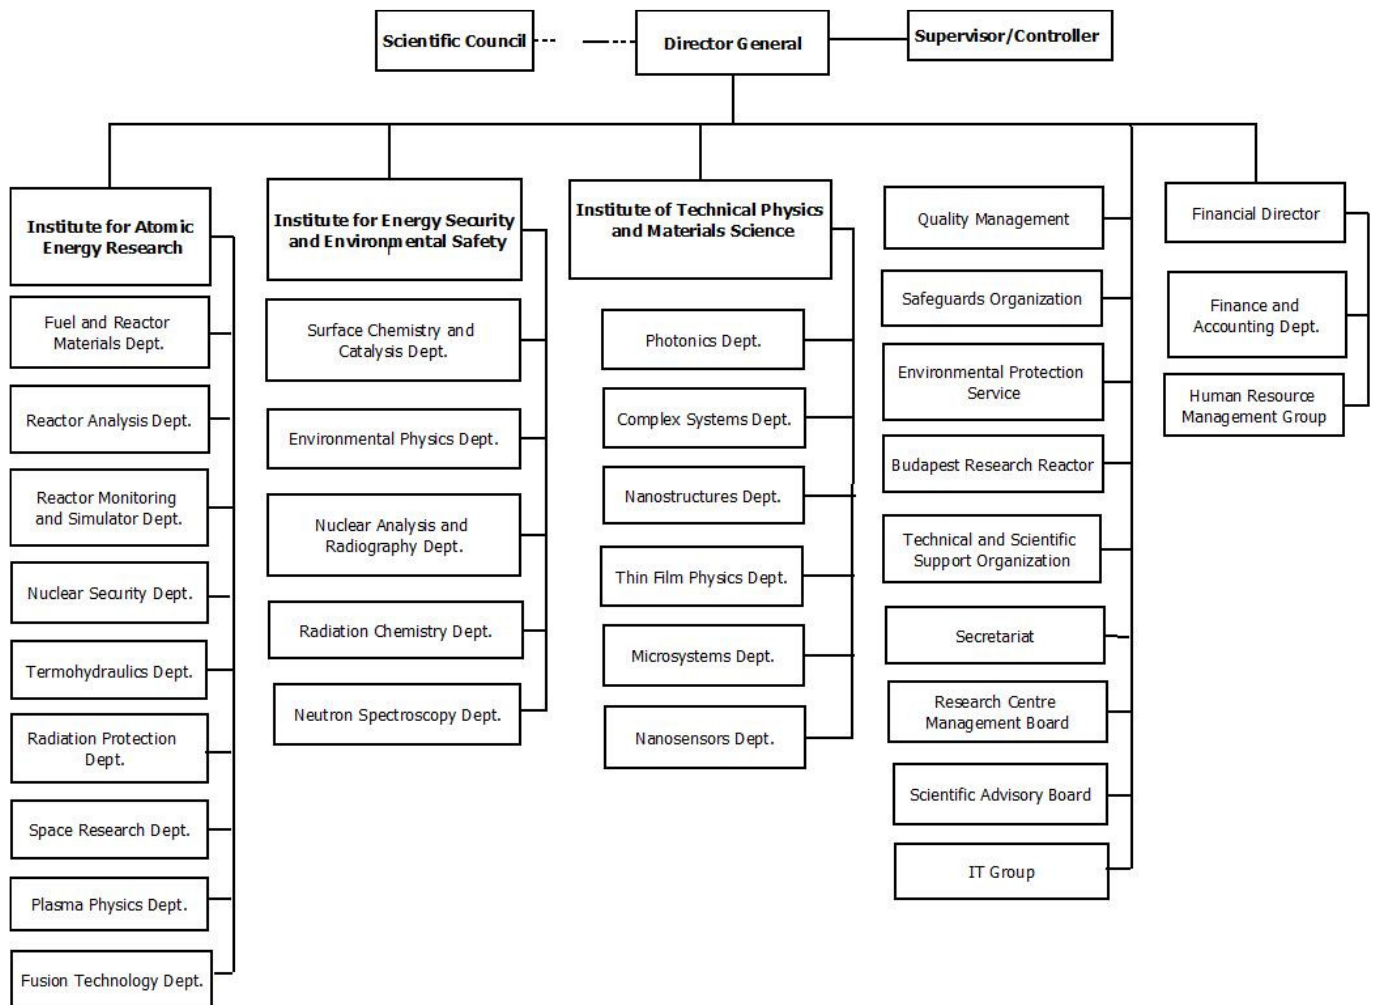 Scientific Council
Director General
Supervisor/Controller
Institute for Atomic
Energy Research
Fuel and Reactor
Materials Dept.
Reactor Analysis Dept.
Reactor Monitoring
and Simulator Dept.
Nuclear Security Dept.
Termohydraulics Dept.
Radiation Protection
Dept.
Space Research Dept.
Plasma Physics Dept.
Fusion Technology Dept.
Institute for Energy Security
and Environmental Safety
Surface Chemistry and
Catalysis Dept.
Environmental Physics Dept.
Nuclear Analysis and
Radiography Dept.
Radiation Chemistry Dept.
Neutron Spectroscopy Dept.
Institute of Technical Physics
and Materials Science
Photonics Dept.
Complex Systems Dept.
Nanostructures Dept.
Thin Film Physics Dept.
Microsystems Dept.
Nanosensors Dept.
Quality Management
Safeguards Organization
Environmental Protection
Service
Budapest Research Reactor
Technical and Scientific
Support Organization
Secretariat
Research Centre
Management Board
Scientific Advisory Board
IT Group
Financial Director
Finance and
Accounting Dept.
Human Resource
Management Group